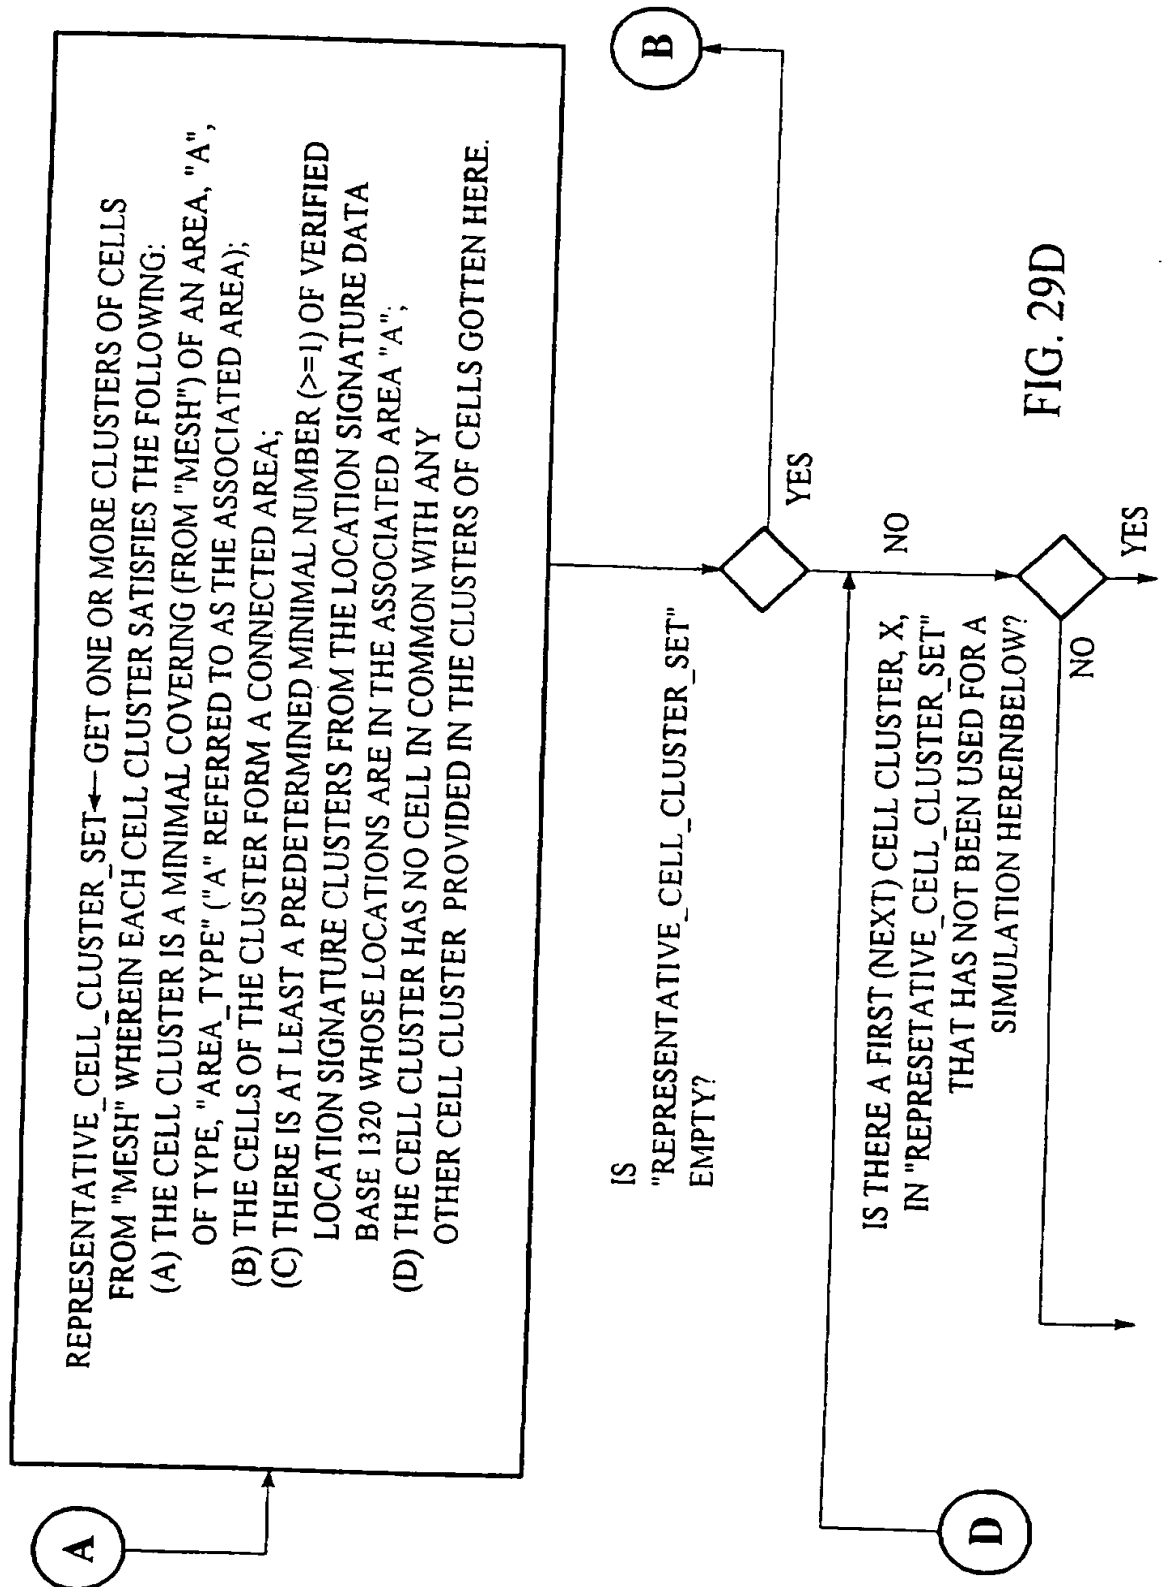 A
REPRESENTATIVE_CELL_CLUSTER_SET ← GET ONE OR MORE CLUSTERS OF CELLS
FROM "MESH" WHEREIN EACH CELL CLUSTER SATISFIES THE FOLLOWING:
(A) THE CELL CLUSTER IS A MINIMAL COVERING (FROM "MESH") OF AN AREA, "A",
OF TYPE, "AREA_TYPE" ("A" REFERRED TO AS THE ASSOCIATED AREA);
(B) THE CELLS OF THE CLUSTER FORM A CONNECTED AREA;
(C) THERE IS AT LEAST A PREDETERMINED MINIMAL NUMBER (>=1) OF VERIFIED
LOCATION SIGNATURE CLUSTERS FROM THE LOCATION SIGNATURE DATA
BASE 1320 WHOSE LOCATIONS ARE IN THE ASSOCIATED AREA "A";
(D) THE CELL CLUSTER HAS NO CELL IN COMMON WITH ANY
OTHER CELL CLUSTER PROVIDED IN THE CLUSTERS OF CELLS GOTTEN HERE.
B
IS
"REPRESENTATIVE_CELL_CLUSTER_SET"
EMPTY?
YES
NO
D
IS THERE A FIRST (NEXT) CELL CLUSTER, X,
IN "REPRESETATIVE_CELL_CLUSTER_SET"
THAT HAS NOT BEEN USED FOR A
SIMULATION HEREINBELOW?
NO
YES
FIG. 29D